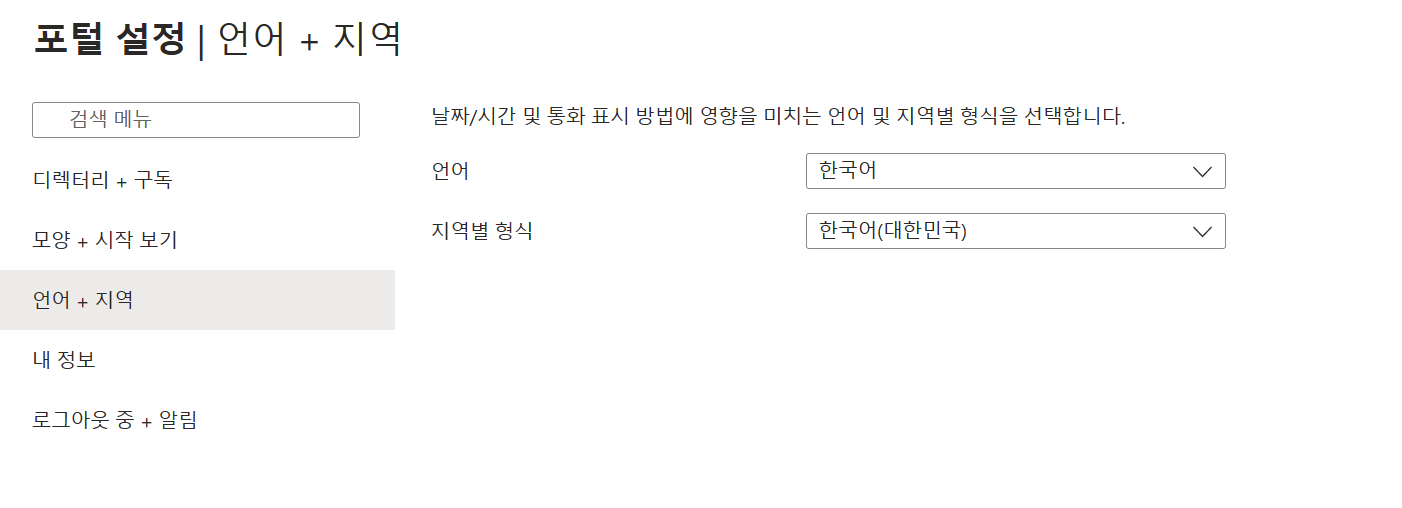 포털 설정 | 언어 + 지역
검색 메뉴
디렉터리 + 구독
모양 + 시작 보기
언어 + 지역
내 정보
로그아웃 중 + 알림
날짜/시간 및 통화 표시 방법에 영향을 미치는 언어 및 지역별 형식을 선택합니다.
언어 한국어
지역별 형식 한국어(대한민국)